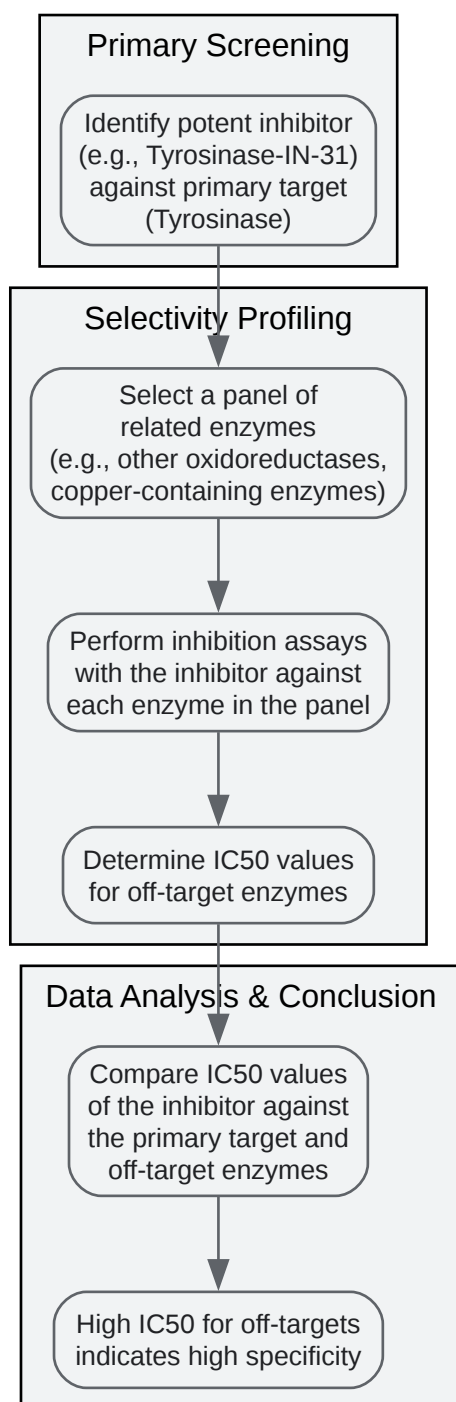 Primary Screening
Identify potent inhibitor
(e.g., Tyrosinase-IN-31)
against primary target
(Tyrosinase)
Selectivity Profiling
Select a panel of
related enzymes
(e.g., other oxidoreductases,
copper-containing enzymes)
Perform inhibition assays
with the inhibitor against
each enzyme in the panel
Determine IC50 values
for off-target enzymes
Data Analysis & Conclusion
Compare IC50 values
of the inhibitor against
the primary target and
off-target enzymes
High IC50 for off-targets
indicates high specificity